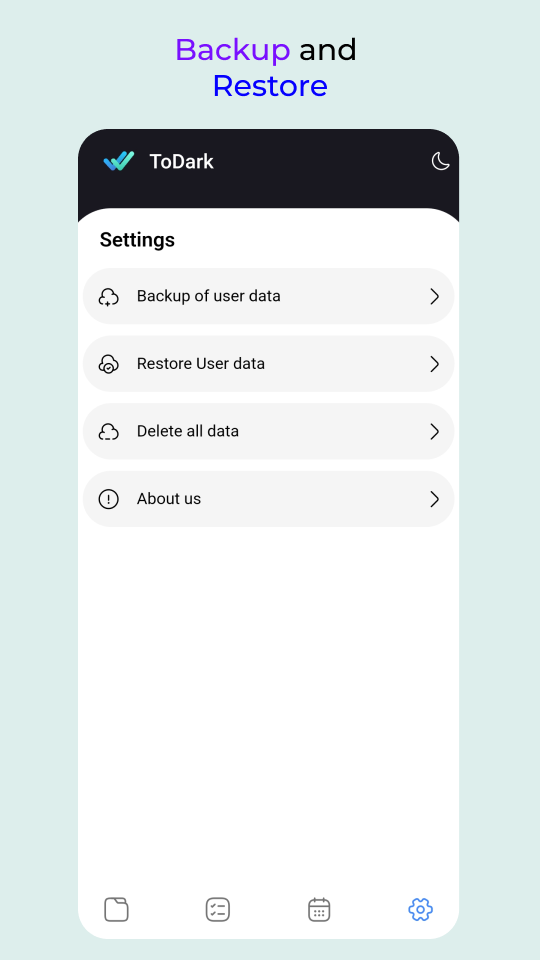 Backup and
Restore
ToDark
Settings
Backup of user data
Restore User data
Delete all data
About us